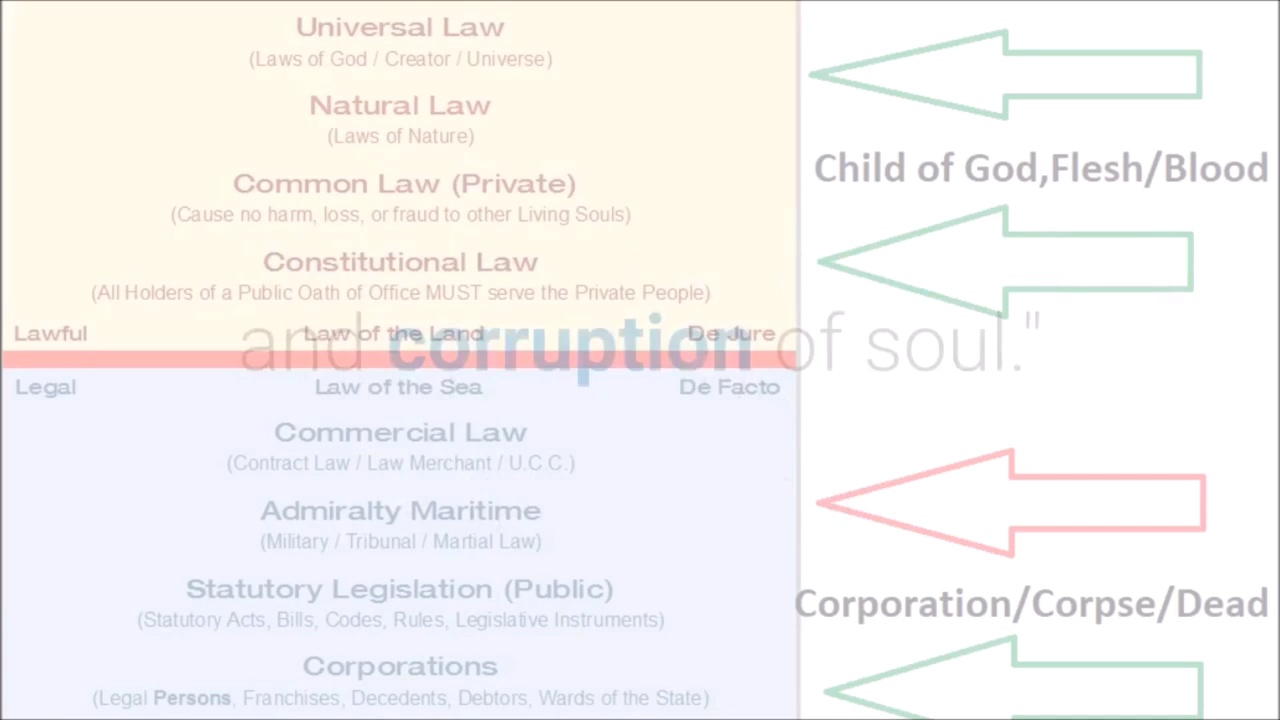 Universal Law
(Laws of God / Creator / Universe)
Natural Law
(Laws of Nature)
Child of God,Flesh/Blood
Common Law (Private)
(Cause no harm, loss, or fraud to other Living Souls)
Constitutional Law
(All Holders of a Public Oath of Office MUST serve the Private People)
Lawful Law of the Land De Jure
and corruption of soul."
Legal Law of the Sea De Facto
Commercial Law
(Contract Law / Law Merchant / U.C.C.)
Admiralty Maritime
(Military / Tribunal / Martial Law)
Statutory Legislation (Public)
Corporation/Corpse/Dead
(Statutory Acts, Bills, Codes, Rules, Legislative Instruments)
Corporations
(Legal Persons, Franchises, Decedents, Debtors, Wards of the State)